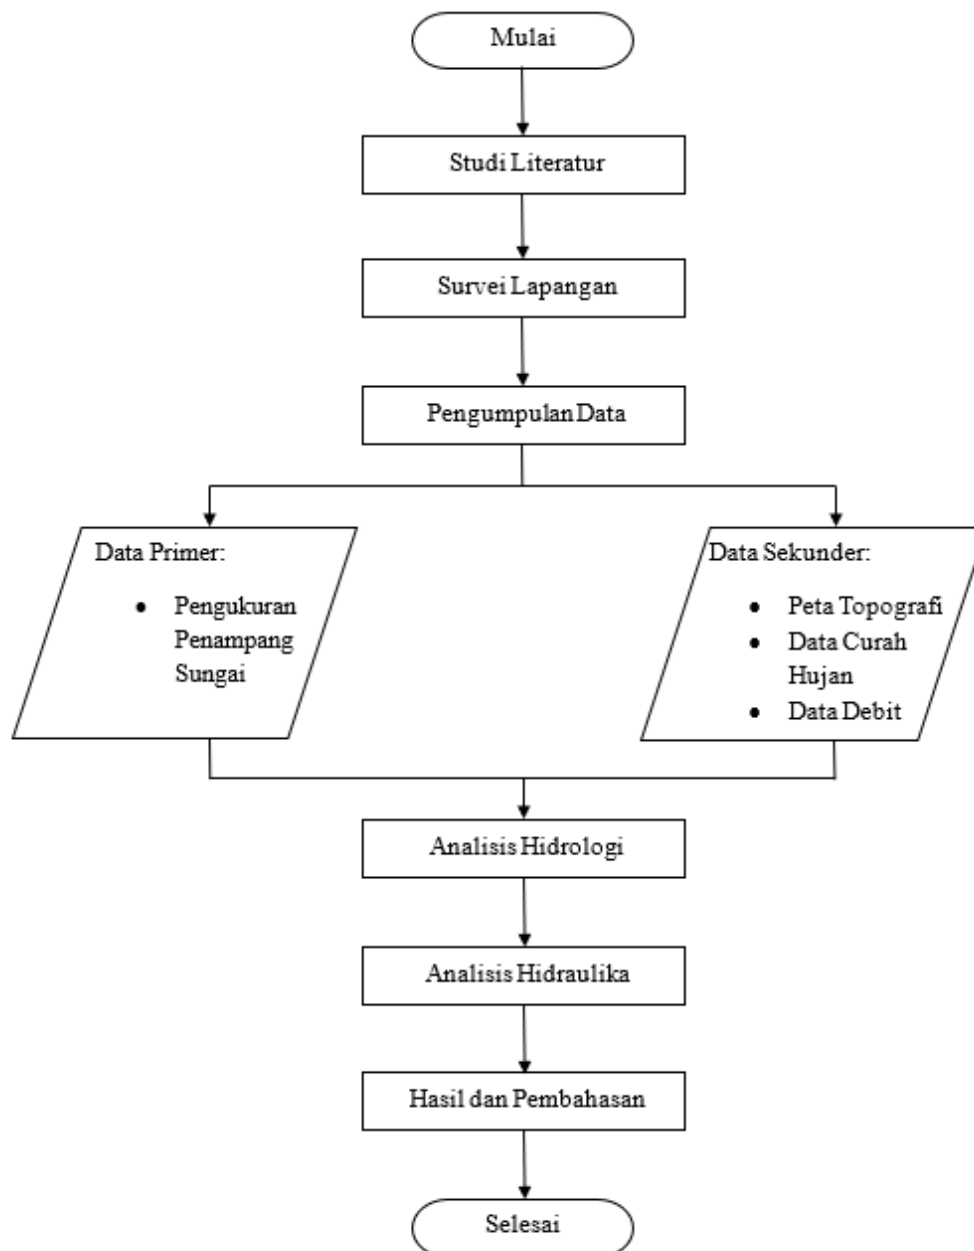 Mulai
Studi Literatur
Survei Lapangan
Pengumpulan Data
Data Primer:
• Pengukuran
Penampang
Sungai
Data Sekunder:
• Peta Topografi
• Data Curah
Hujan
• Data Debit
Analisis Hidrologi
Analisis Hidraulika
Hasil dan Pembahasan
Selesai